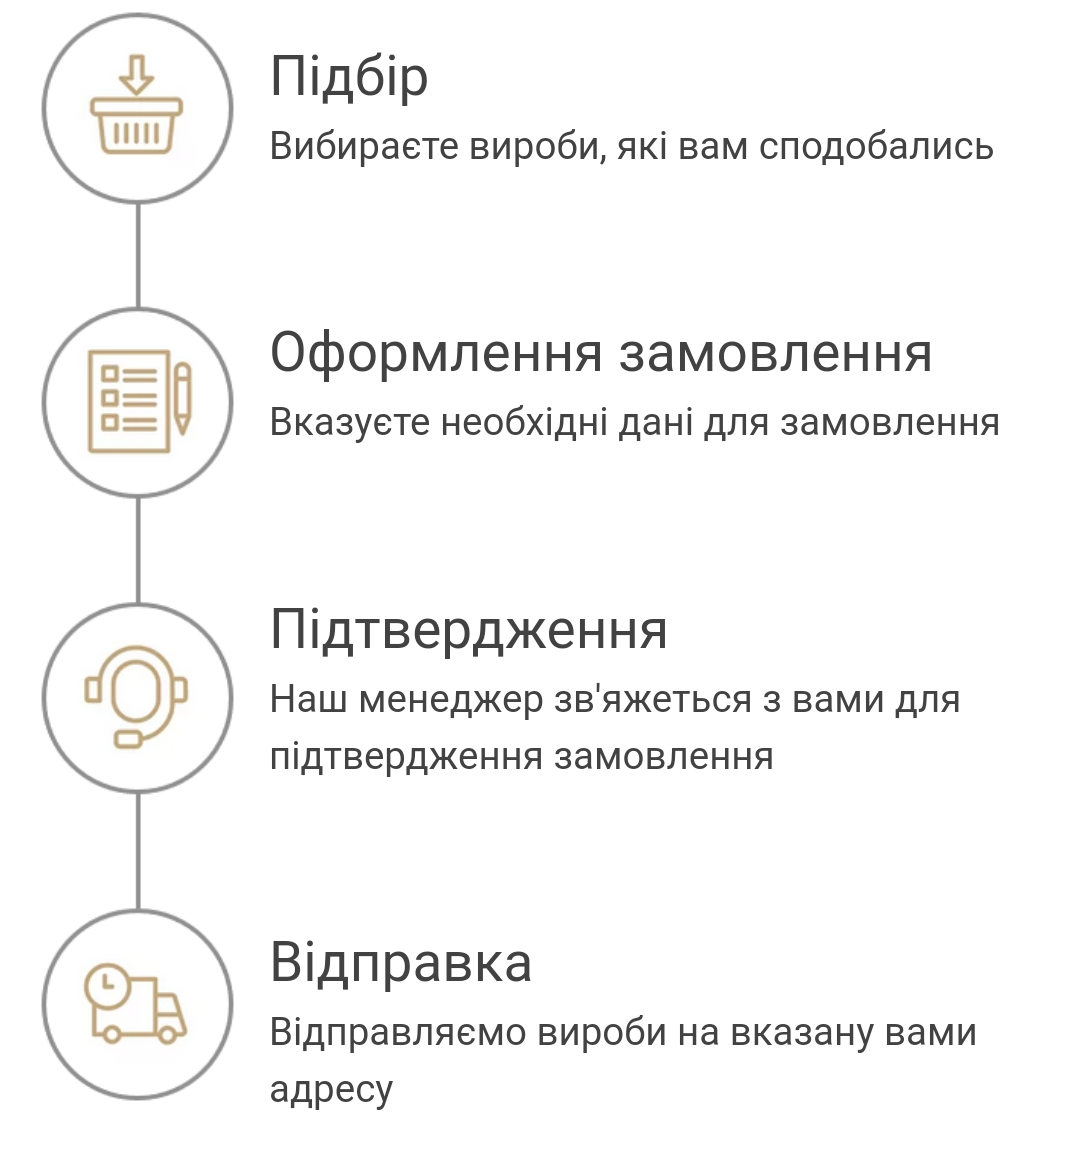 Підбір
Вибираєте вироби, які вам сподобались
Оформлення замовлення
Вказуєте необхідні дані для замовлення
Підтвердження
Наш менеджер зв'яжеться з вами для
підтвердження замовлення
Відправка
Відправляємо вироби на вказану вами
адресу